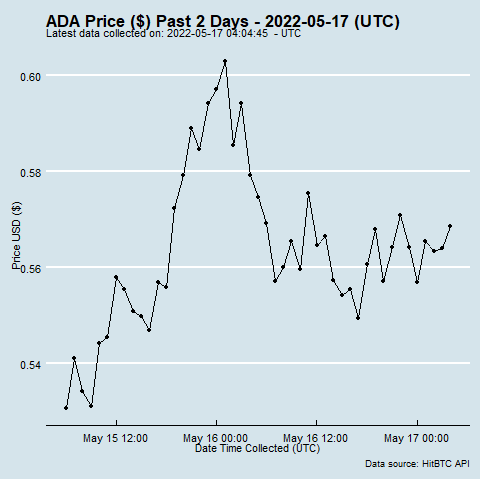 ADA Price ($) Past 2 Days - 2022-05-17 (UTC)
Latest data collected on: 2022-05-17 04:04:45 - UTC
0.60
0.58
0.56
0.54
Price USD ($)
May 15 12:00
May 16 00:00
May 16 12:00
May 17 00:00
Date Time Collected (UTC)
Data source: HitBTC API